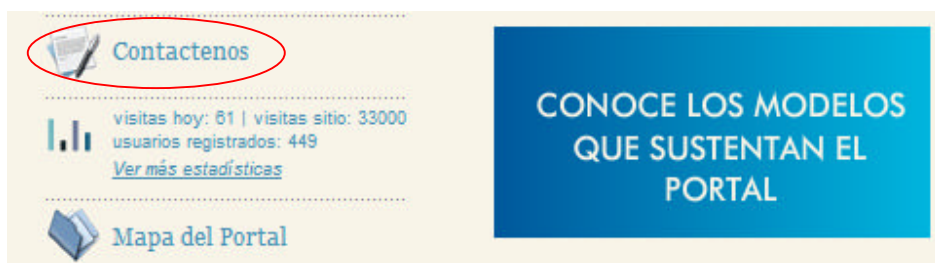 Contactenos
visitas hoy: 61 | visitas sitio: 33000
usuarios registrados: 449
Ver más estadísticas
Mapa del Portal
CONOCE LOS MODELOS
QUE SUSTENTAN EL
PORTAL